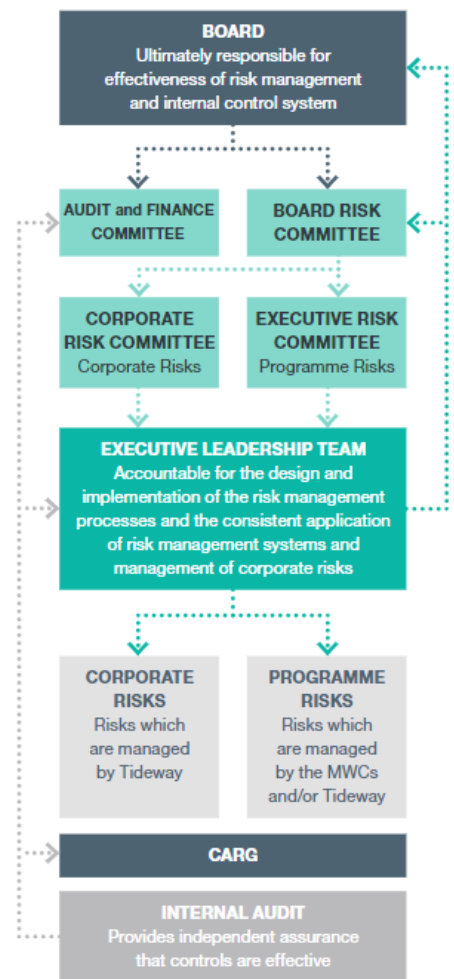 BOARD
Ultimately responsible for
effectiveness of risk management
and internal control system
AUDIT and FINANCE
COMMITTEE
BOARD RISK
COMMITTEE
CORPORATE
RISK COMMITTEE
Corporate Risks
EXECUTIVE RISK
COMMITTEE
Programme Risks
EXECUTIVE LEADERSHIP TEAM
Accountable for the design and
implementation of the risk management
processes and the consistent application
of risk management systems and
management of corporate risks
CORPORATE
RISKS
Risks which
are managed
by Tideway
PROGRAMME
RISKS
Risks which
are managed
by the MWCs
and/or Tideway
CARG
INTERNAL AUDIT
Provides independent assurance
that controls are effective